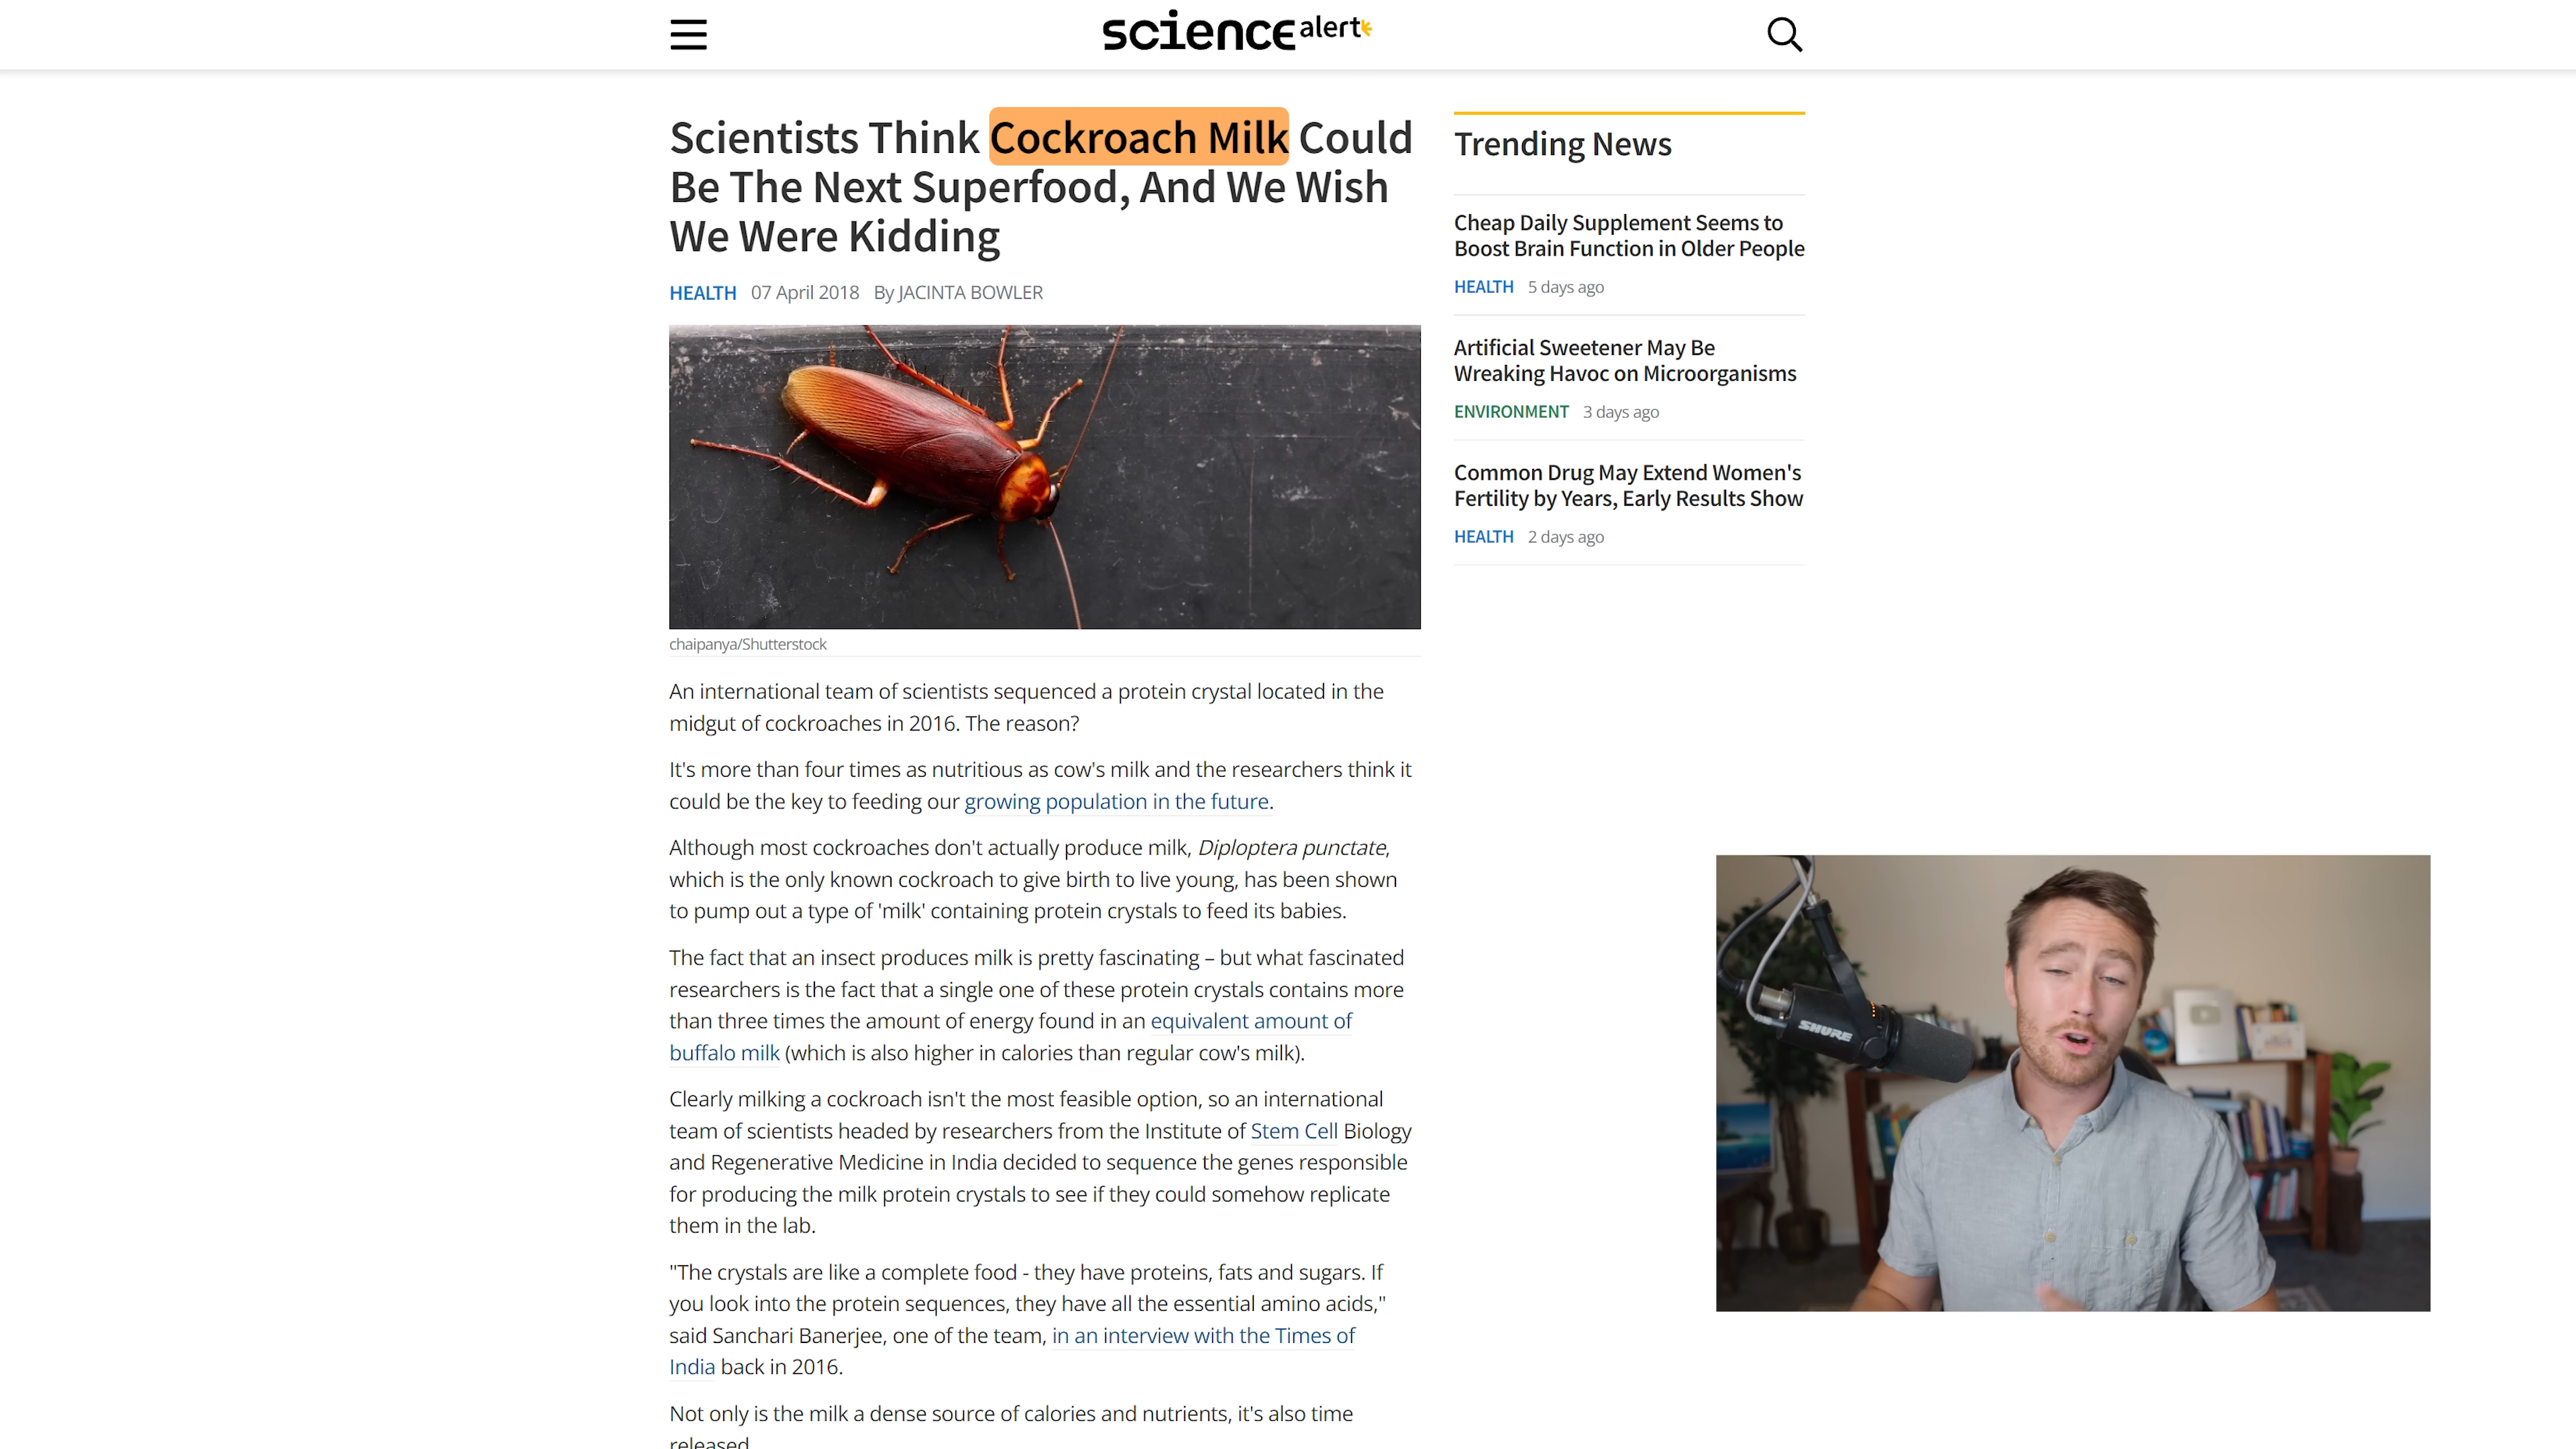 science alert
Scientists Think Cockroach Milk Could
Be The Next Superfood, And We Wish
We Were Kidding
HEALTH 07 April 2018 By JACINTA BOWLER
chaipanya/Shutterstock
An international team of scientists sequenced a protein crystal located in the
midgut of cockroaches in 2016. The reason?
It's more than four times as nutritious as cow's milk and the researchers think it
could be the key to feeding our growing population in the future.
Although most cockroaches don't actually produce milk, Diploptera punctate,
which is the only known cockroach to give birth to live young, has been shown
to pump out a type of 'milk' containing protein crystals to feed its babies.
The fact that an insect produces milk is pretty fascinating – but what fascinated
researchers is the fact that a single one of these protein crystals contains more
than three times the amount of energy found in an equivalent amount of
buffalo milk (which is also higher in calories than regular cow's milk).
Clearly milking a cockroach isn't the most feasible option, so an international
team of scientists headed by researchers from the Institute of Stem Cell Biology
and Regenerative Medicine in India decided to sequence the genes responsible
for producing the milk protein crystals to see if they could somehow replicate
them in the lab.
"The crystals are like a complete food - they have proteins, fats and sugars. If
you look into the protein sequences, they have all the essential amino acids,"
said Sanchari Banerjee, one of the team, in an interview with the Times of
India back in 2016.
Not only is the milk a dense source of calories and nutrients, it's also time
released.
Trending News
Cheap Daily Supplement Seems to
Boost Brain Function in Older People
HEALTH 5 days ago
Artificial Sweetener May Be
Wreaking Havoc on Microorganisms
ENVIRONMENT 3 days ago
Common Drug May Extend Women's
Fertility by Years, Early Results Show
HEALTH 2 days ago
SHURE